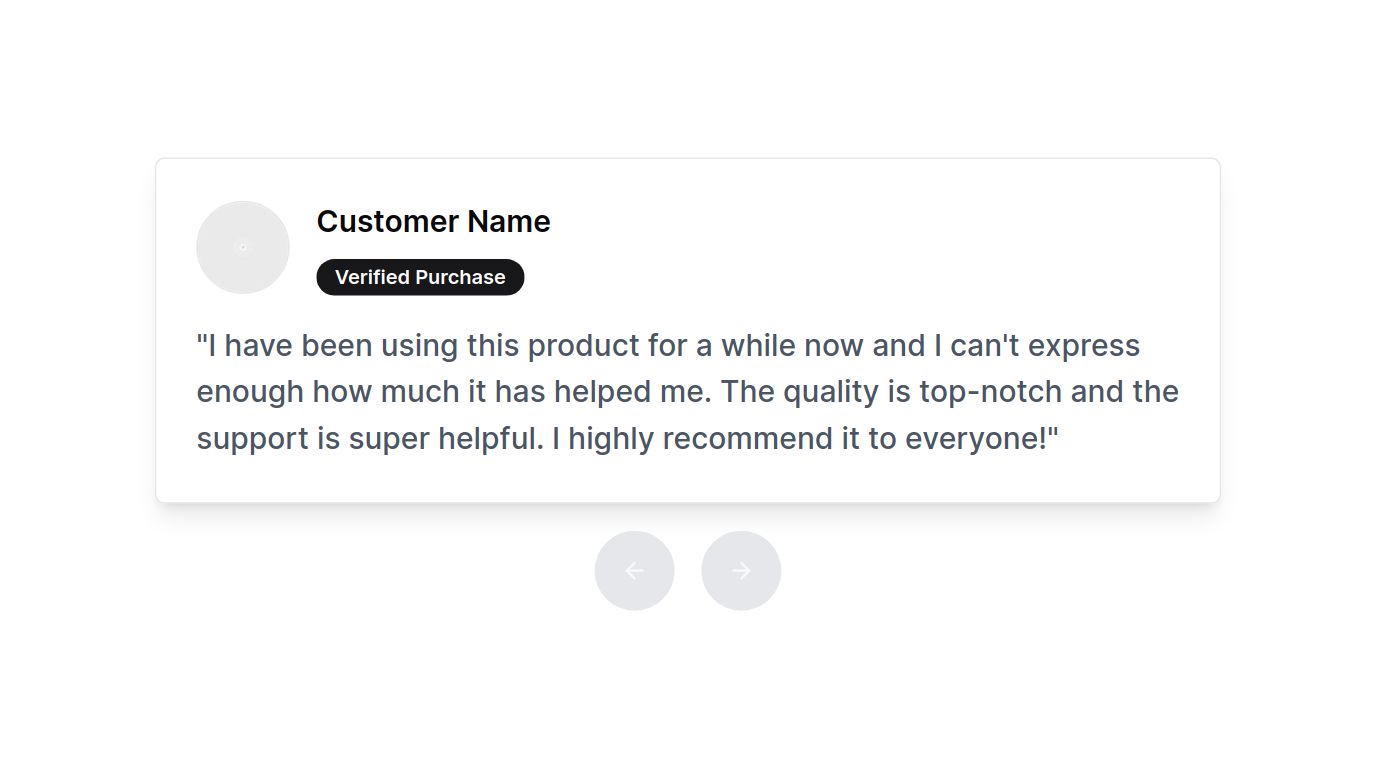 Customer Name
Verified Purchase
"I have been using this product for a while now and I can't express
enough how much it has helped me. The quality is top-notch and the
support is super helpful. I highly recommend it to everyone!"